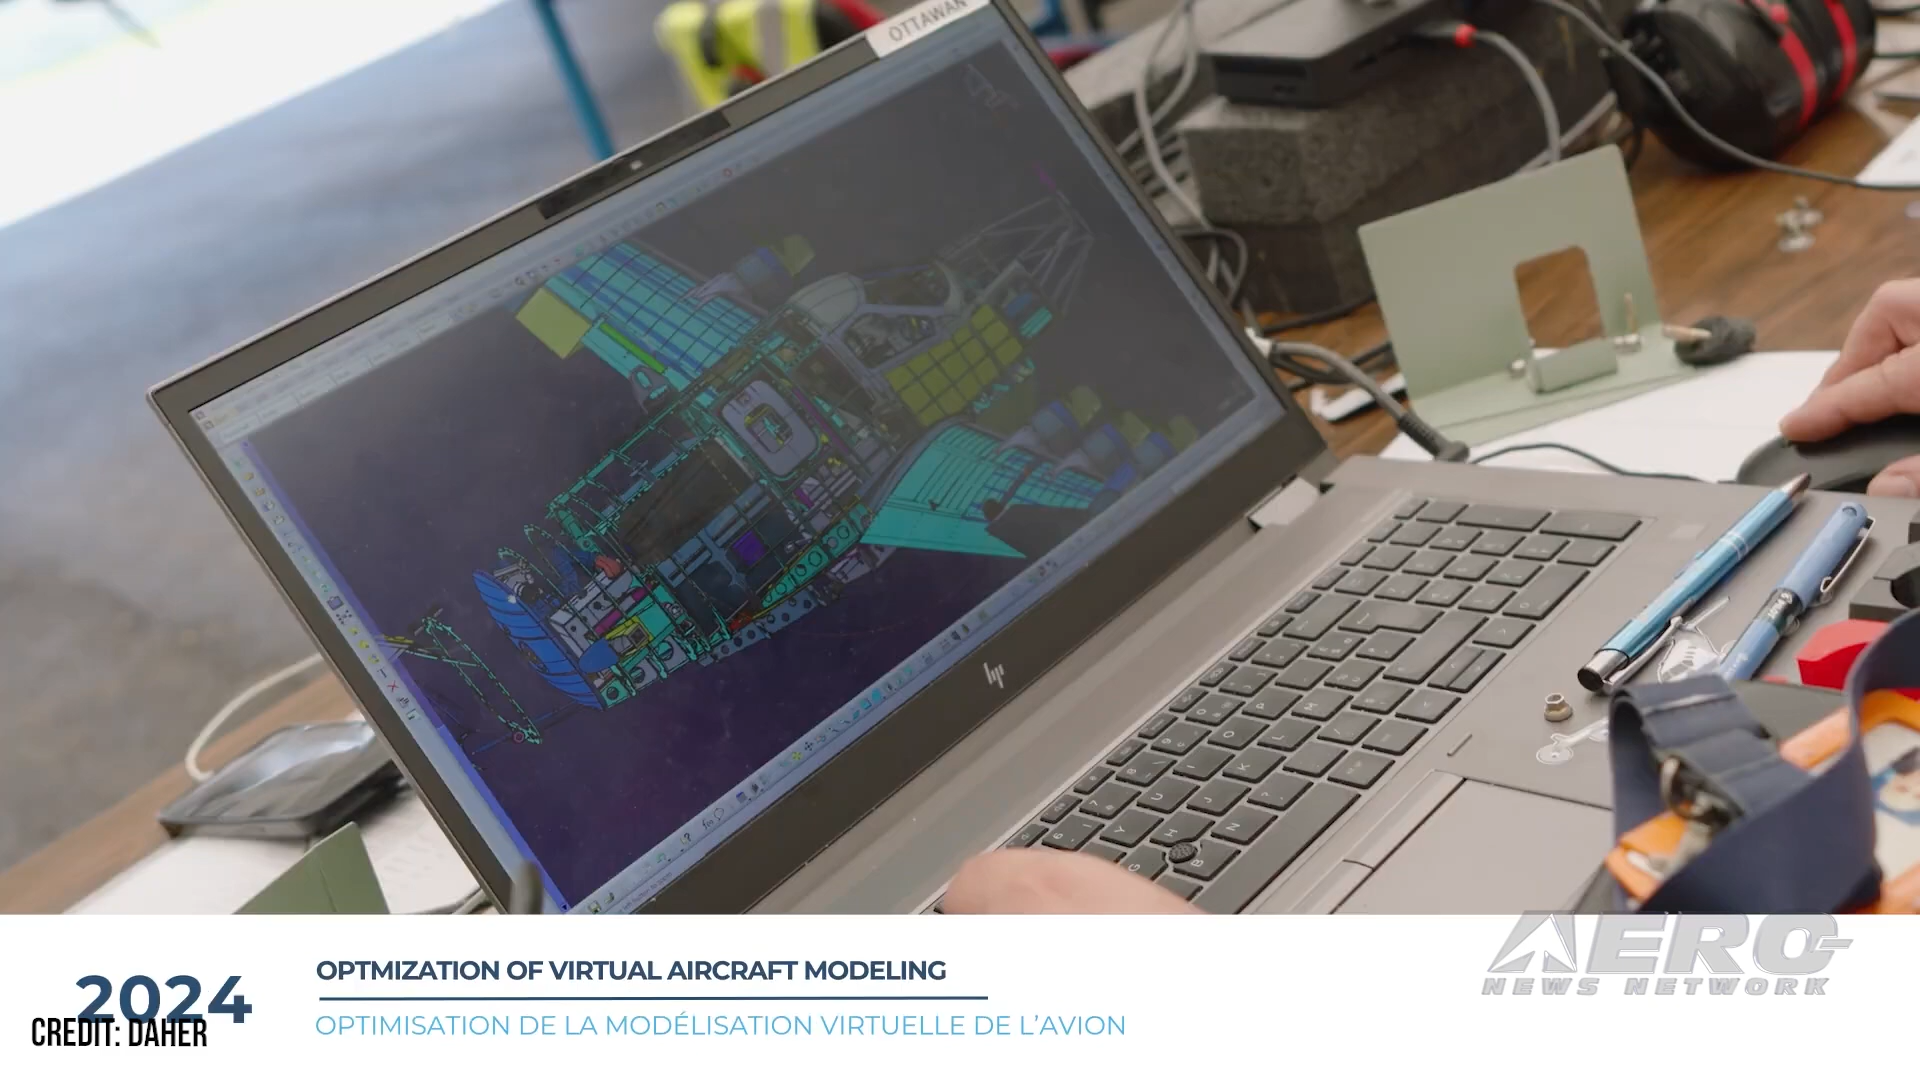 OTTAWAN
hp
2024
OPTMIZATION OF VIRTUAL AIRCRAFT MODELING
OPTIMISATION DE LA MODÉLISATION VIRTUELLE DE L'AVION
CREDIT: DAHER
AERO-
NEWS NETWORK